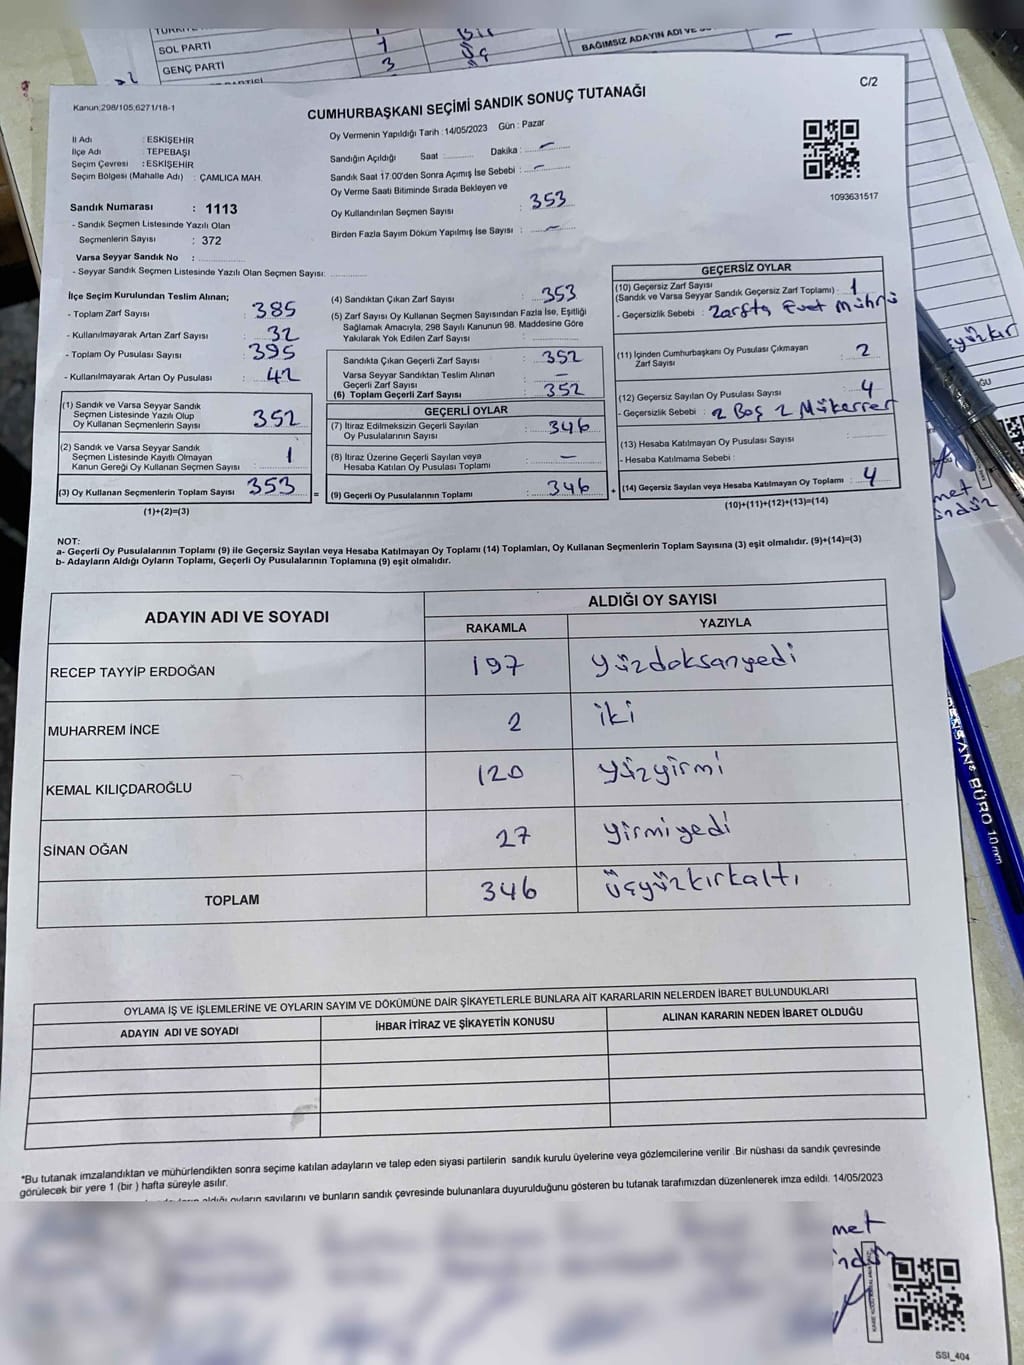 SOL PARTİ 1 Bir
GENÇ PARTİ 3 Üç
BAĞIMSIZ ADAYIN ADI VE
Kanun:298/105,6271/18-1
C/2
CUMHURBAŞKANI SEÇİMİ SANDIK SONUÇ TUTANAĞI
Oy Vermenin Yapıldığı Tarih : 14/05/2023 Gün : Pazar
İl Adı : ESKİŞEHİR
İlçe Adı : TEPEBAŞI
Seçim Çevresi : ESKİŞEHİR
Seçim Bölgesi (Mahalle Adı) : ÇAMLICA MAH.
Sandık Numarası : 1113
- Sandık Seçmen Listesinde Yazılı Olan
Seçmenlerin Sayısı : 372
Varsa Seyyar Sandık No :
- Seyyar Sandık Seçmen Listesinde Yazılı Olan Seçmen Sayısı:
Sandığın Açıldığı Saat : Dakika : -
Sandık Saat 17:00'den Sonra Açımış İse Sebebi : -
Oy Verme Saati Bitiminde Sırada Bekleyen ve
Oy Kullandırılan Seçmen Sayısı : 353
Birden Fazla Sayım Döküm Yapılmış İse Sayısı : -
1093631517
İlçe Seçim Kurulundan Teslim Alınan;
- Toplam Zarf Sayısı : 385
- Kullanılmayarak Artan Zarf Sayısı : 32
- Toplam Oy Pusulası Sayısı : 395
- Kullanılmayarak Artan Oy Pusulası : 42
(1) Sandık ve Varsa Seyyar Sandık
Seçmen Listesinde Yazılı Olup
Oy Kullanan Seçmenlerin Sayısı : 352
(2) Sandık ve Varsa Seyyar Sandık
Seçmen Listesinde Kayıtlı Olmayan
Kanun Gereği Oy Kullanan Seçmen Sayısı : 1
(3) Oy Kullanan Seçmenlerin Toplam Sayısı : 353
(1)+(2)=(3)
=
(4) Sandıktan Çıkan Zarf Sayısı : 353
(5) Zarf Sayısı Oy Kullanan Seçmen Sayısından Fazla İse, Eşitliği
Sağlamak Amacıyla, 298 Sayılı Kanunun 98. Maddesine Göre
Yakılarak Yok Edilen Zarf Sayısı :
Sandıkta Çıkan Geçerli Zarf Sayısı : 352
Varsa Seyyar Sandıktan Teslim Alınan
Geçerli Zarf Sayısı : -
(6) Toplam Geçerli Zarf Sayısı : 352
GEÇERLİ OYLAR
(7) İtiraz Edilmeksizin Geçerli Sayılan
Oy Pusulalarının Sayısı : 346
(8) İtiraz Üzerine Geçerli Sayılan veya
Hesaba Katılan Oy Pusulası Toplamı : -
(9) Geçerli Oy Pusulalarının Toplamı : 346
+
GEÇERSİZ OYLAR
(10) Geçersiz Zarf Sayısı
(Sandık ve Varsa Seyyar Sandık Geçersiz Zarf Toplamı) : 1
- Geçersizlik Sebebi : Zarfta Evet Mührü
(11) İçinden Cumhurbaşkanı Oy Pusulası Çıkmayan
Zarf Sayısı : 2
(12) Geçersiz Sayılan Oy Pusulası Sayısı : 4
- Geçersizlik Sebebi : 2 Boş 2 Mükerrer
(13) Hesaba Katılmayan Oy Pusulası Sayısı :
- Hesaba Katılmama Sebebi :
(14) Geçersiz Sayılan veya Hesaba Katılmayan Oy Toplamı : 4
(10)+(11)+(12)+(13)=(14)
NOT:
a- Geçerli Oy Pusulalarının Toplamı (9) ile Geçersiz Sayılan veya Hesaba Katılmayan Oy Toplamı (14) Toplamları, Oy Kullanan Seçmenlerin Toplam Sayısına (3) eşit olmalıdır. (9)+(14)=(3)
b- Adayların Aldığı Oyların Toplamı, Geçerli Oy Pusulalarının Toplamına (9) eşit olmalıdır.
ADAYIN ADI VE SOYADI
ALDIĞI OY SAYISI
RAKAMLA YAZIYLA
RECEP TAYYİP ERDOĞAN 197 yüzdoksanyedi
MUHARREM İNCE 2 iki
KEMAL KILIÇDAROĞLU 120 yüzyirmi
SİNAN OĞAN 27 yirmiyedi
TOPLAM 346 üçyüzkırkaltı
OYLAMA İŞ VE İŞLEMLERİNE VE OYLARIN SAYIM VE DÖKÜMÜNE DAİR ŞİKAYETLERLE BUNLARA AİT KARARLARIN NELERDEN İBARET BULUNDUKLARI
ADAYIN ADI VE SOYADI İHBAR İTİRAZ VE ŞİKAYETİN KONUSU ALINAN KARARIN NEDEN İBARET OLDUĞU
*Bu tutanak imzalandıktan ve mühürlendikten sonra seçime katılan adayların ve talep eden siyasi partilerin sandık kurulu üyelerine veya gözlemcilerine verilir .Bir nüshası da sandık çevresinde
görülecek bir yere 1 (bir ) hafta süreyle asılır.
oyların sayılarını ve bunların sandık çevresinde bulunanlara duyurulduğunu gösteren bu tutanak tarafımızdan düzenlenerek imza edildi. 14/05/2023
met
SSI_404
PENSAN BÜRO 1.0 mm